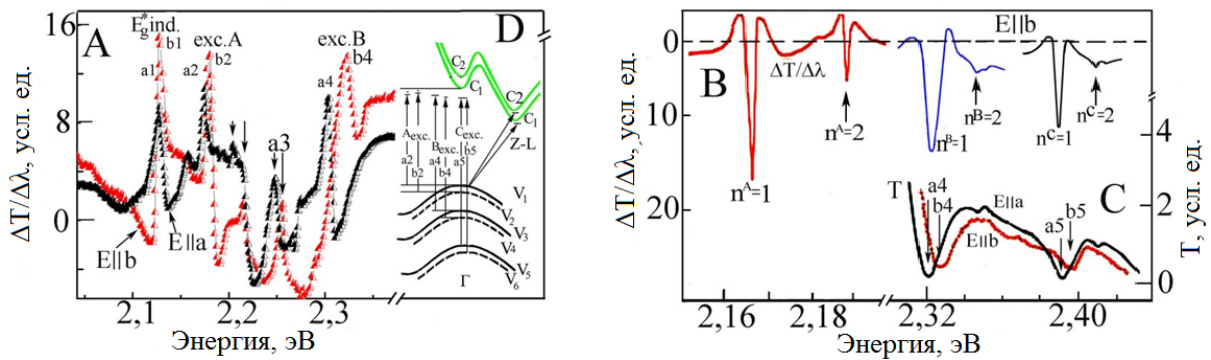 ΔT/Δλ, усл. ед.
16
8
0
A
E*g ind.
b1
a1
exc.A
b2
a2
exc.B
b4
a4
a3
E||b
E||a
2,1
2,2
2,3
Энергия, эВ
D
C2
C1
C2
C1
Z-L
Aexc.
Bexc.
Cexc.
a2
b2
a4
b4
a5
b5
V1
V2
V3
V4
V5
V6
Γ
ΔT/Δλ, усл. ед.
0
10
20
B
ΔT/Δλ
E||b
nA=1
nA=2
nB=1
nB=2
nC=1
nC=2
C
T
a4
b4
E||a
E||b
a5
b5
4
2
0
T, усл. ед.
2,16
2,18
2,32
2,40
Энергия, эВ